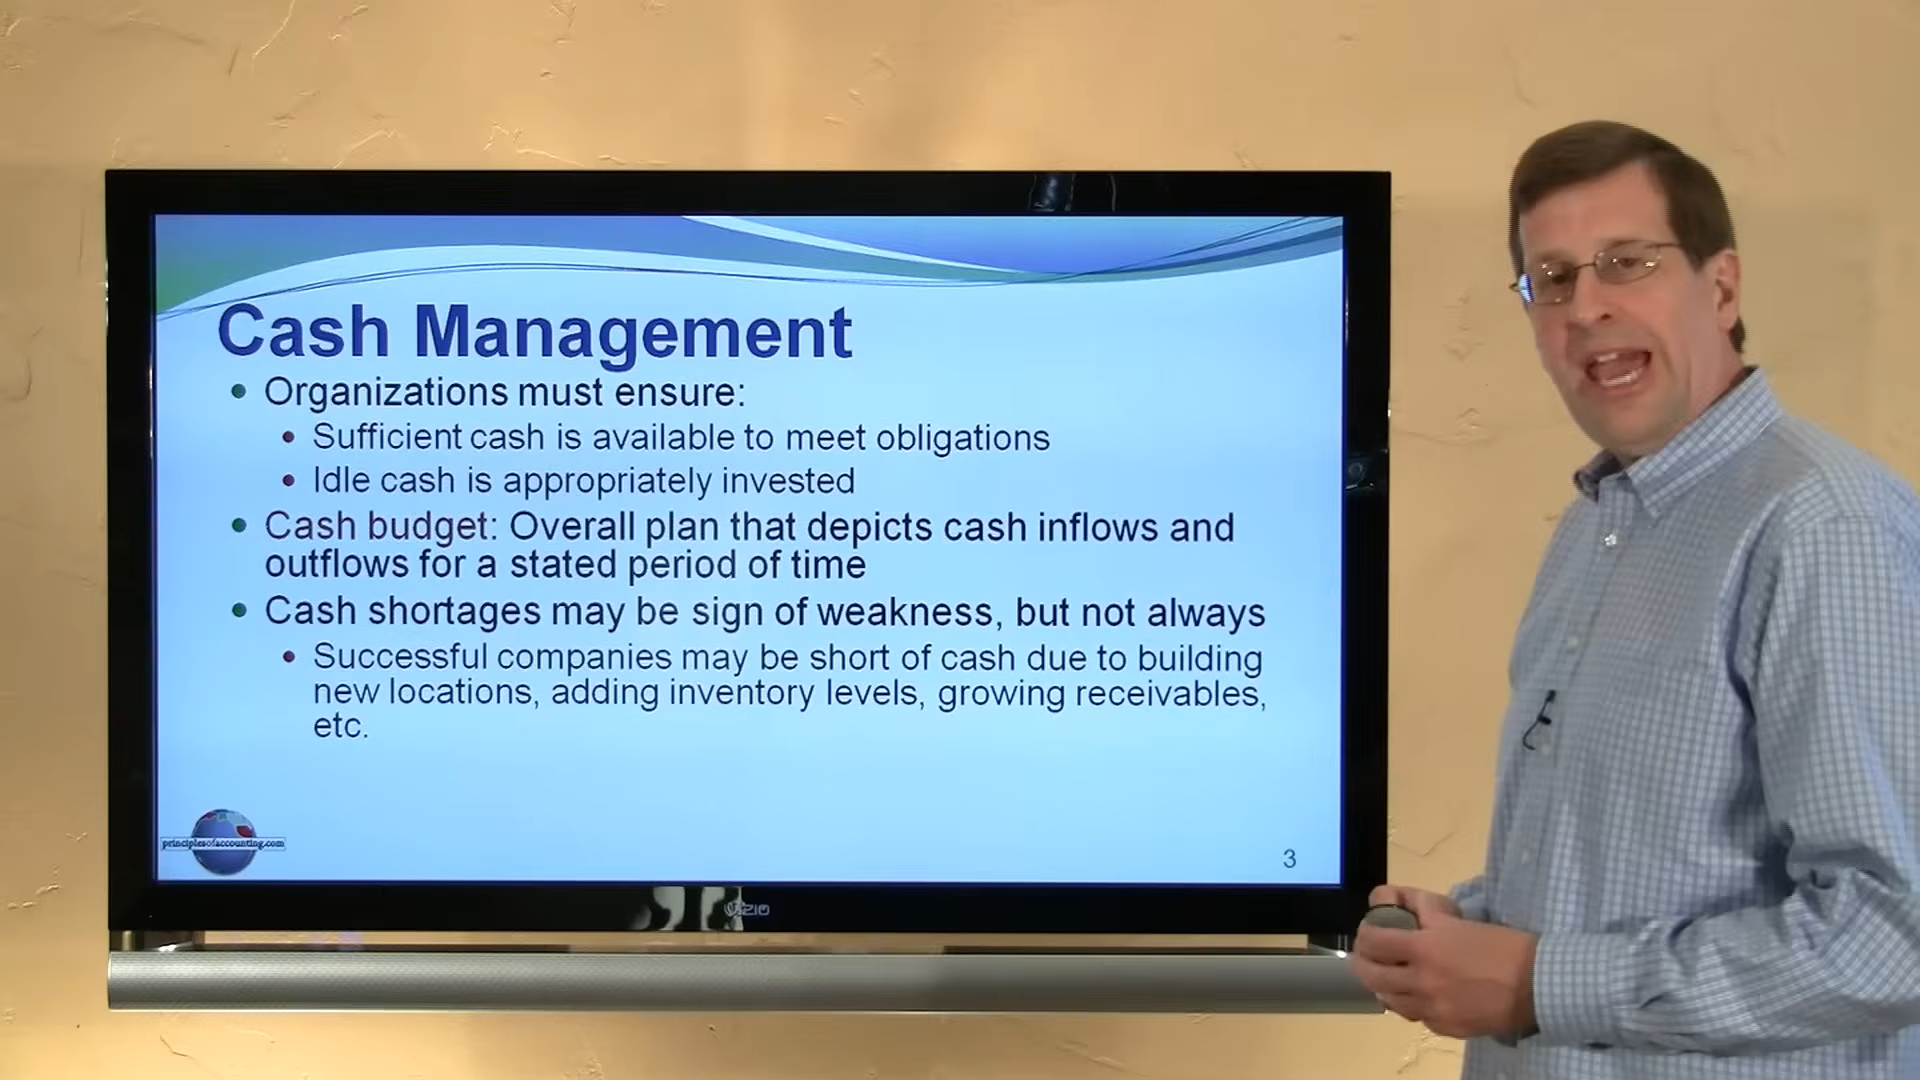 Cash Management
• Organizations must ensure:
• Sufficient cash is available to meet obligations
• Idle cash is appropriately invested
• Cash budget: Overall plan that depicts cash inflows and
outflows for a stated period of time
• Cash shortages may be sign of weakness, but not always
• Successful companies may be short of cash due to building
new locations, adding inventory levels, growing receivables,
etc.
principlesofaccounting.com
3
VIZIO